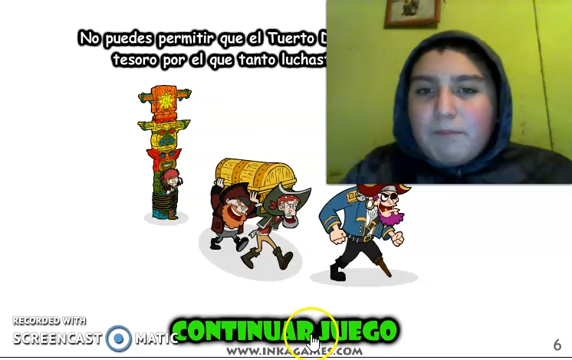 No puedes permitir que el Tuerto
tesoro por el que tanto
CONTINUAR JUEGO
RECORDED WITH
SCREENCAST MATIC
WWW.INKAGAMES.COM
6